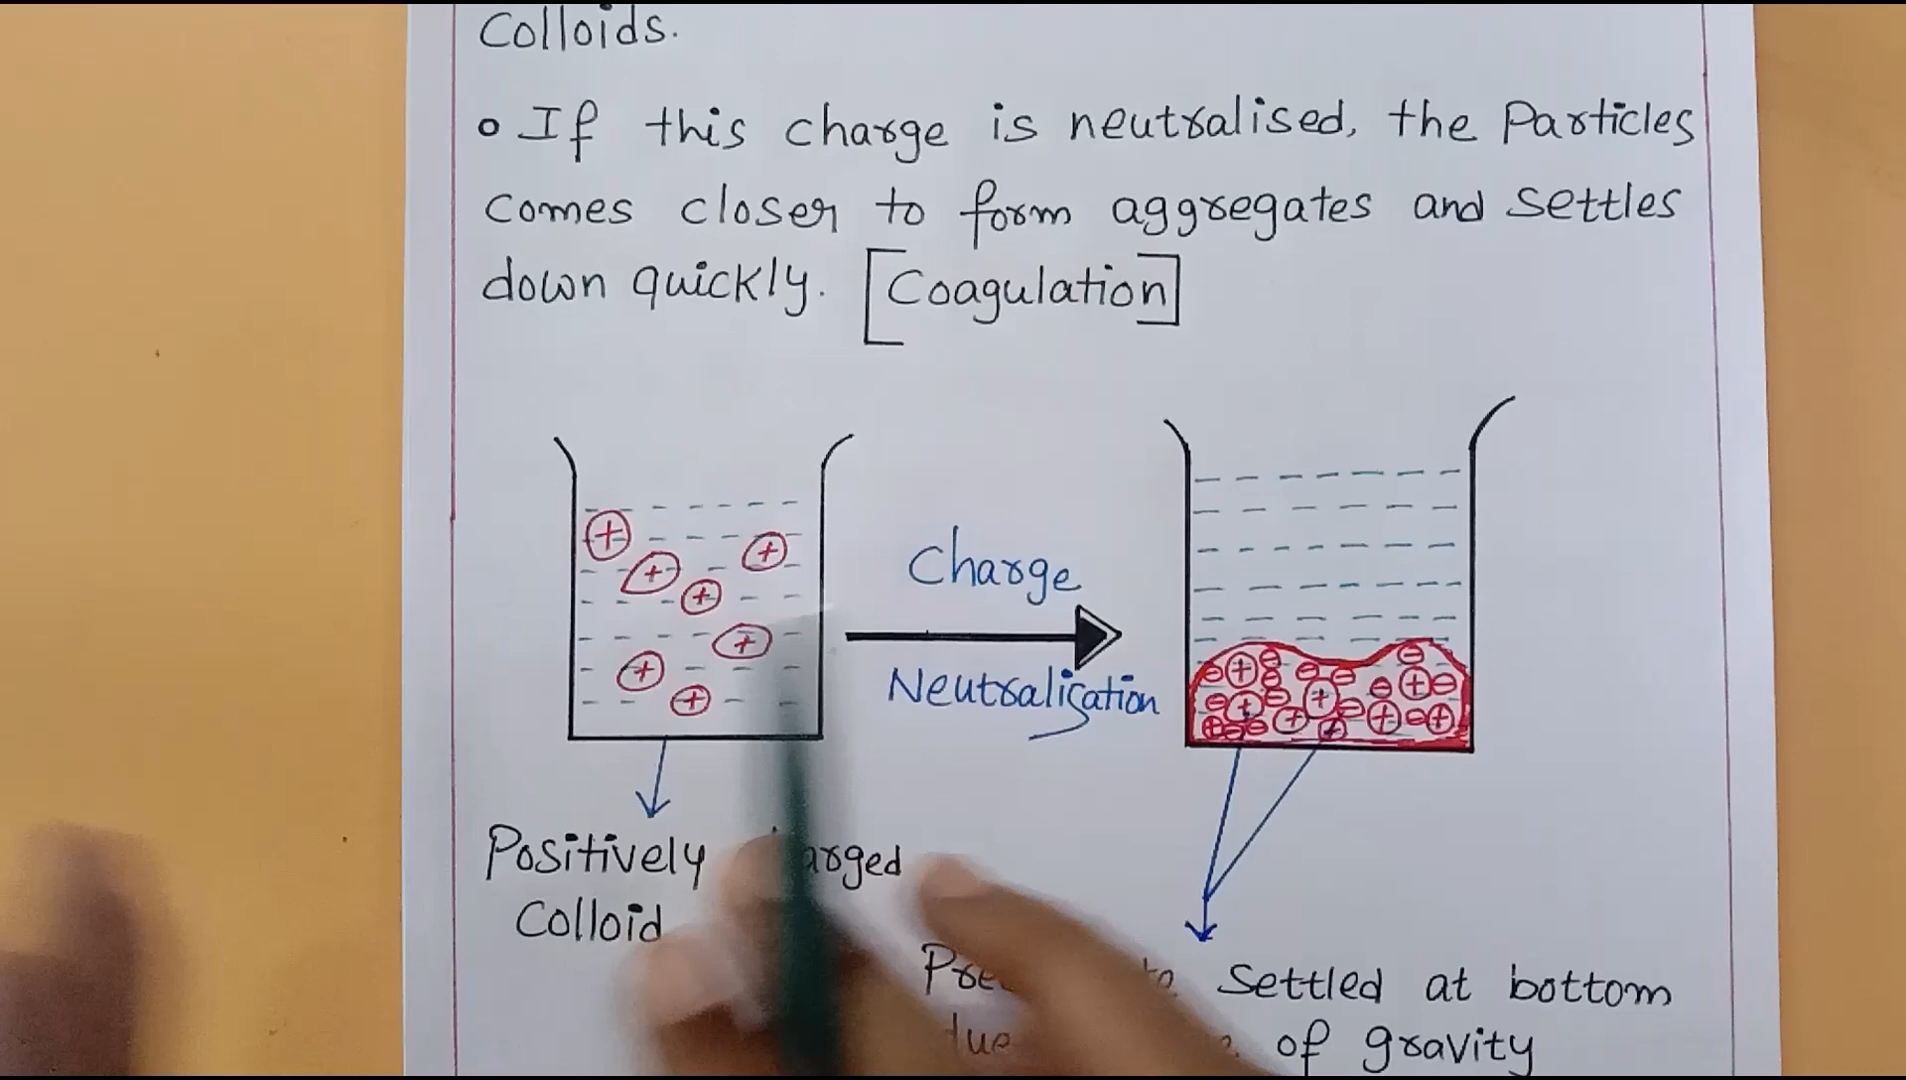 Colloids.
o If this charge is neutralised, the Particles
comes closer to form aggregates and settles
down quickly. [Coagulation]
Charge
Neutralisation
Positively
Colloid
Settled at bottom
of gravity